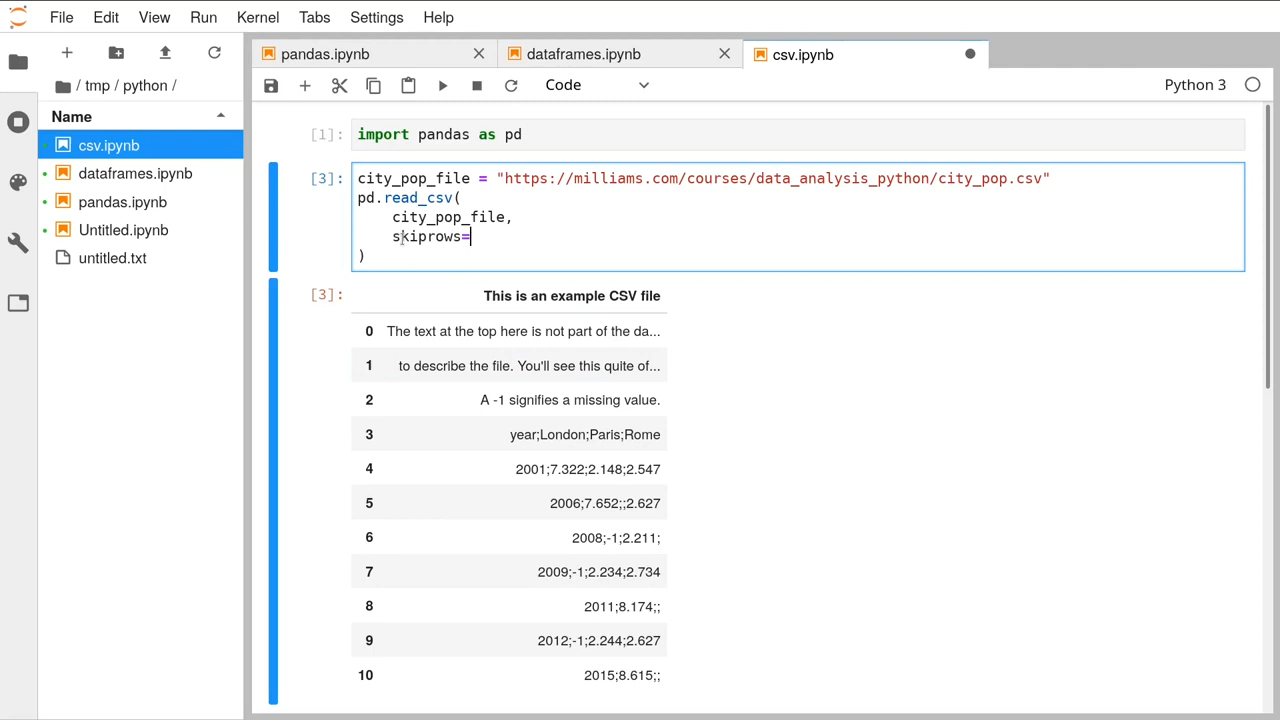 File Edit View Run Kernel Tabs Settings Help
/ tmp / python /
Name
csv.ipynb
dataframes.ipynb
pandas.ipynb
Untitled.ipynb
untitled.txt
pandas.ipynb dataframes.ipynb csv.ipynb
Code Python 3
[1]: import pandas as pd
[3]: city_pop_file = "https://milliams.com/courses/data_analysis_python/city_pop.csv"
pd.read_csv(
    city_pop_file,
    skiprows=
)
[3]: This is an example CSV file
0 The text at the top here is not part of the da...
1 to describe the file. You'll see this quite of...
2 A -1 signifies a missing value.
3 year;London;Paris;Rome
4 2001;7.322;2.148;2.547
5 2006;7.652;;2.627
6 2008;-1;2.211;
7 2009;-1;2.234;2.734
8 2011;8.174;;
9 2012;-1;2.244;2.627
10 2015;8.615;;